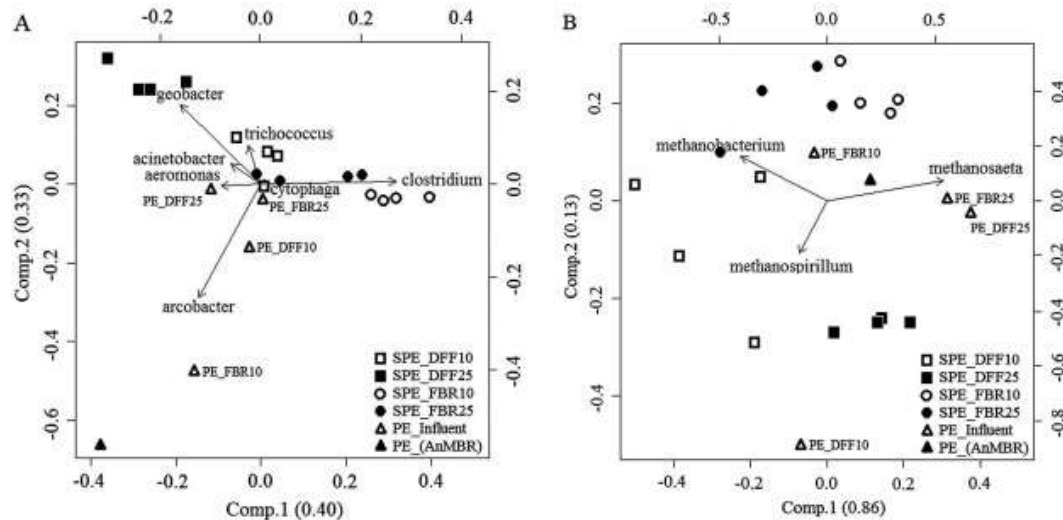 A
-0.2 0.0 0.2 0.4
geobacter
trichococcus
acinetobacter
aeromonas
cytophaga
clostridium
PE_DFF25
PE_FBR25
PE_DFF10
arcobacter
PE_FBR10
SPE_DFF10
SPE_DFF25
SPE_FBR10
SPE_FBR25
PE_Influent
PE_(AnMBR)
0.2
0.0
-0.2
-0.4
-0.6
Comp.2 (0.33)
0.2
0.0
-0.2
-0.4
-0.4 -0.2 0.0 0.2 0.4
Comp.1 (0.40)
B
-0.5 0.0 0.5
methanobacterium
PE_FBR10
methanosaeta
PE_FBR25
PE_DFF25
methanospirillum
SPE_DFF10
SPE_DFF25
SPE_FBR10
SPE_FBR25
PE_Influent
PE_(AnMBR)
PE_DFF10
0.2
0.0
-0.2
-0.4
Comp.2 (0.13)
0.4
0.2
0.0
-0.2
-0.4
-0.6
-0.8
-0.4 -0.2 0.0 0.2 0.4
Comp.1 (0.86)